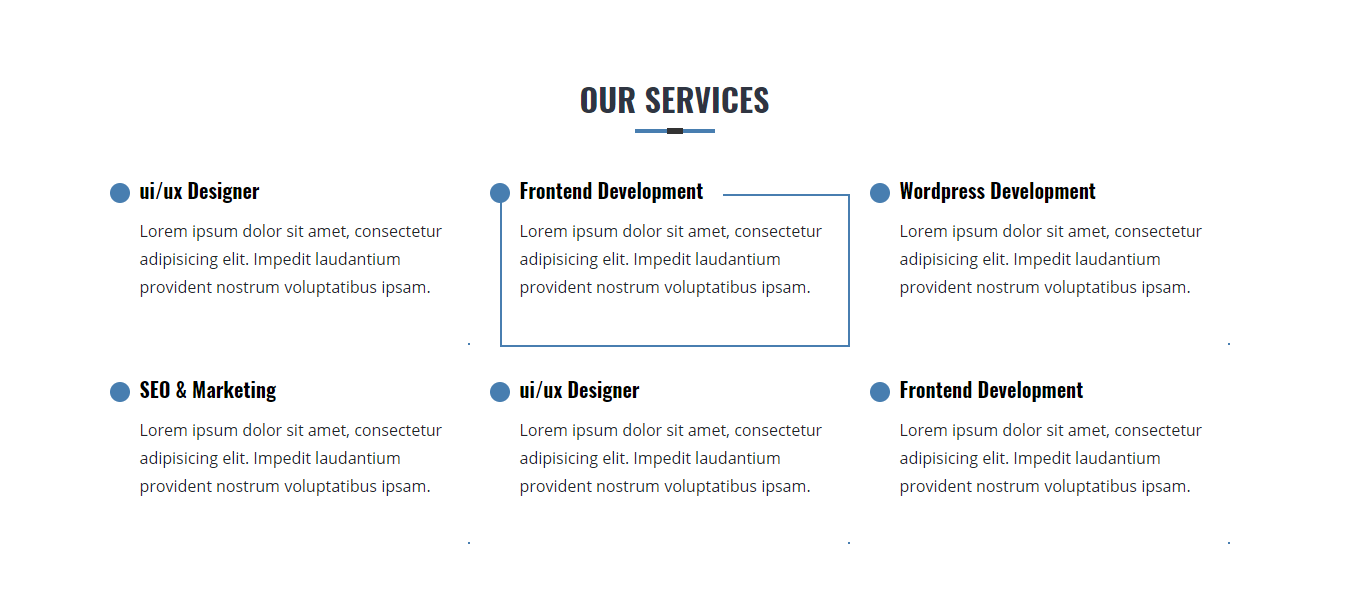 OUR SERVICES
ui/ux Designer
Lorem ipsum dolor sit amet, consectetur
adipisicing elit. Impedit laudantium
provident nostrum voluptatibus ipsam.
Frontend Development
Lorem ipsum dolor sit amet, consectetur
adipisicing elit. Impedit laudantium
provident nostrum voluptatibus ipsam.
Wordpress Development
Lorem ipsum dolor sit amet, consectetur
adipisicing elit. Impedit laudantium
provident nostrum voluptatibus ipsam.
SEO & Marketing
Lorem ipsum dolor sit amet, consectetur
adipisicing elit. Impedit laudantium
provident nostrum voluptatibus ipsam.
ui/ux Designer
Lorem ipsum dolor sit amet, consectetur
adipisicing elit. Impedit laudantium
provident nostrum voluptatibus ipsam.
Frontend Development
Lorem ipsum dolor sit amet, consectetur
adipisicing elit. Impedit laudantium
provident nostrum voluptatibus ipsam.